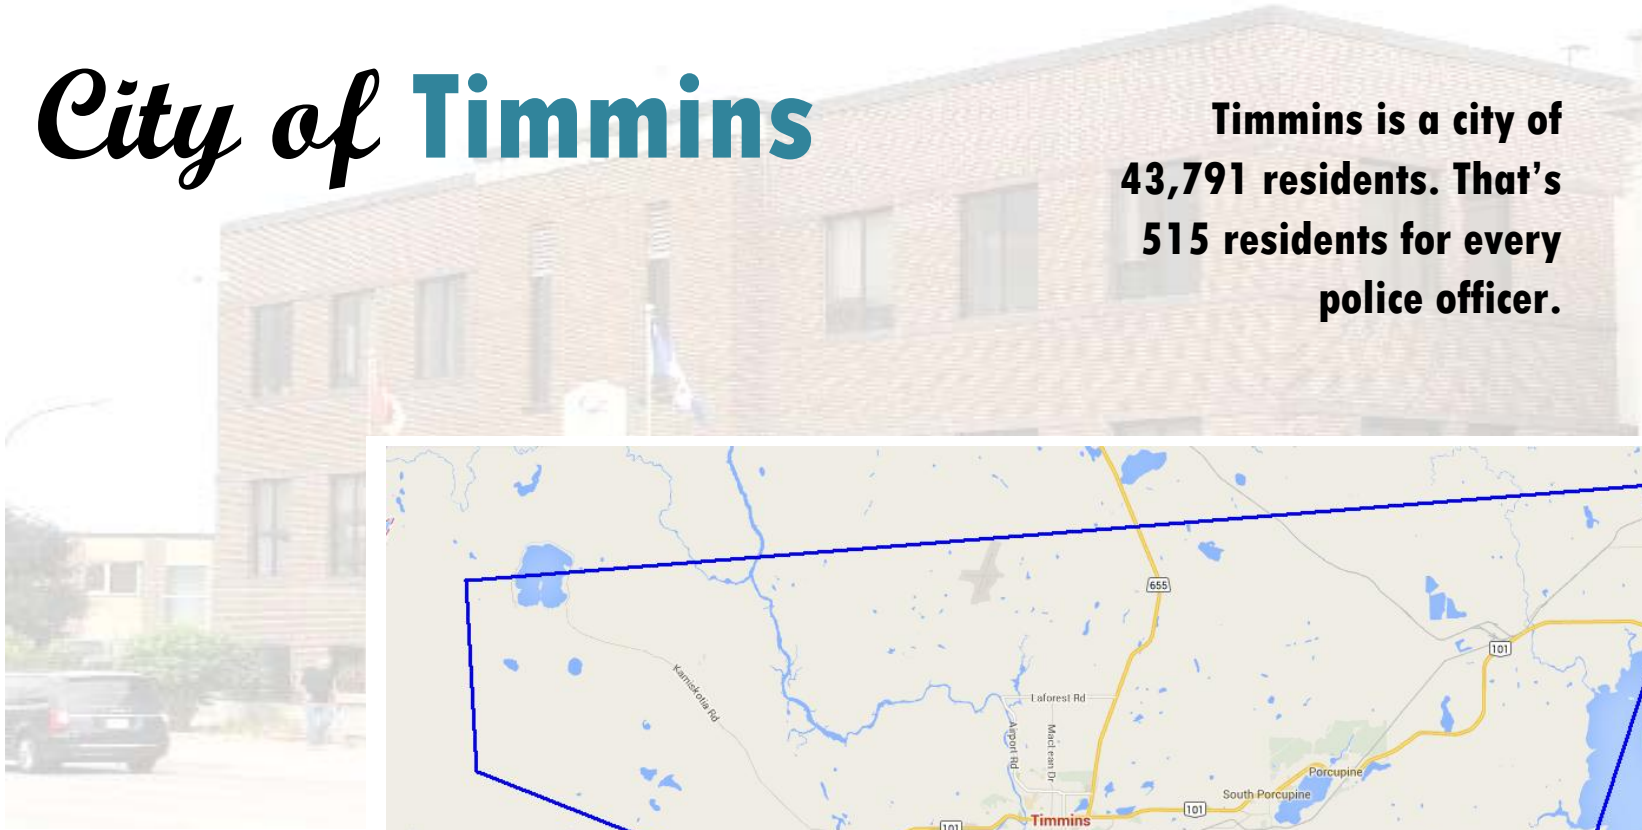 City of Timmins
Timmins is a city of
43,791 residents. That's
515 residents for every
police officer.
655
101
Kamiskotia Rd
Laforest Rd
Airport Rd
MacLean Dr
Porcupine
South Porcupine
101
Timmins
101